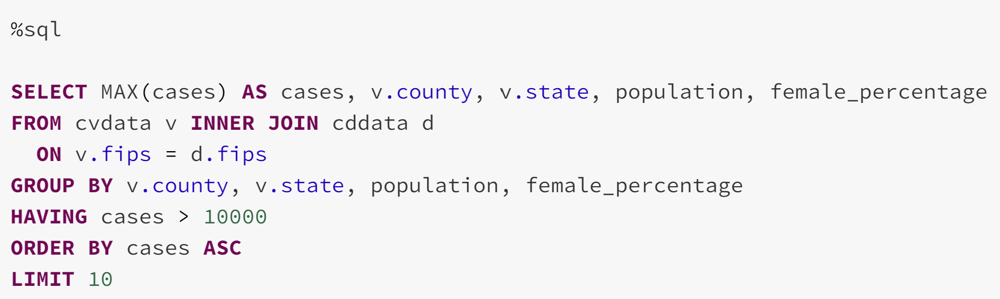 %sql
SELECT MAX(cases) AS cases, v.county, v.state, population, female_percentage
FROM cvdata v INNER JOIN cddata d
  ON v.fips = d.fips
GROUP BY v.county, v.state, population, female_percentage
HAVING cases > 10000
ORDER BY cases ASC
LIMIT 10